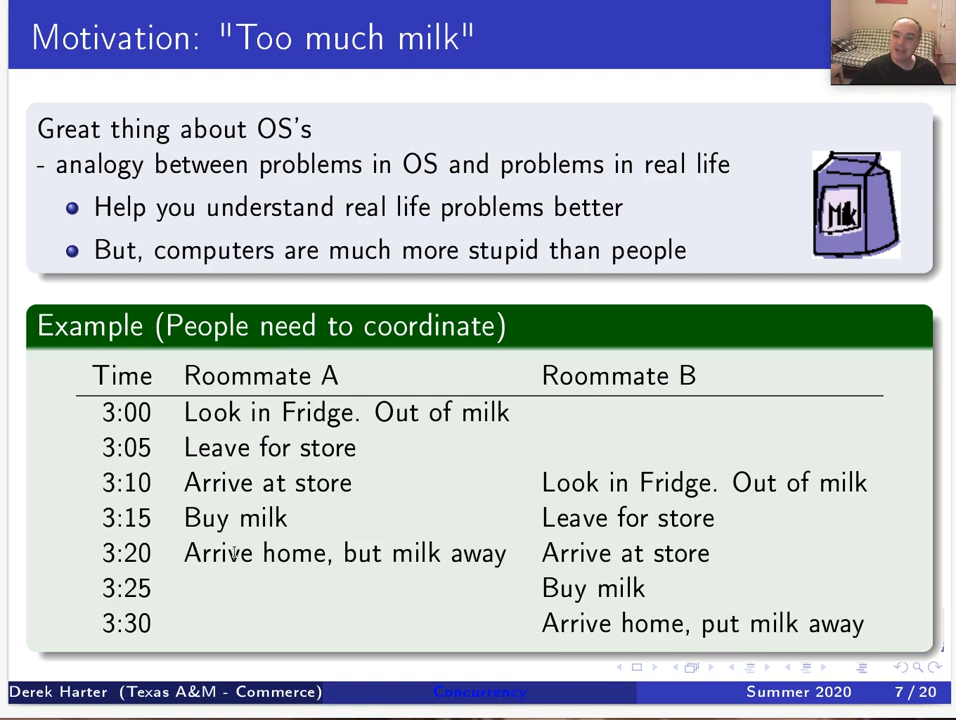 Motivation: "Too much milk"
Great thing about OS's
- analogy between problems in OS and problems in real life
Help you understand real life problems better
But, computers are much more stupid than people
Milk
Example (People need to coordinate)
Time Roommate A Roommate B
3:00 Look in Fridge. Out of milk
3:05 Leave for store
3:10 Arrive at store Look in Fridge. Out of milk
3:15 Buy milk Leave for store
3:20 Arrive home, but milk away Arrive at store
3:25 Buy milk
3:30 Arrive home, put milk away
Derek Harter (Texas A&M - Commerce) Concurrency Summer 2020 7 / 20